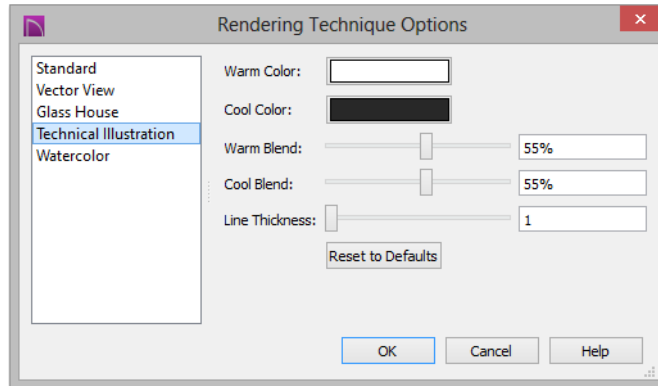 Rendering Technique Options
Standard
Vector View
Glass House
Technical Illustration
Watercolor
Warm Color:
Cool Color:
Warm Blend: 55%
Cool Blend: 55%
Line Thickness: 1
Reset to Defaults
OK Cancel Help